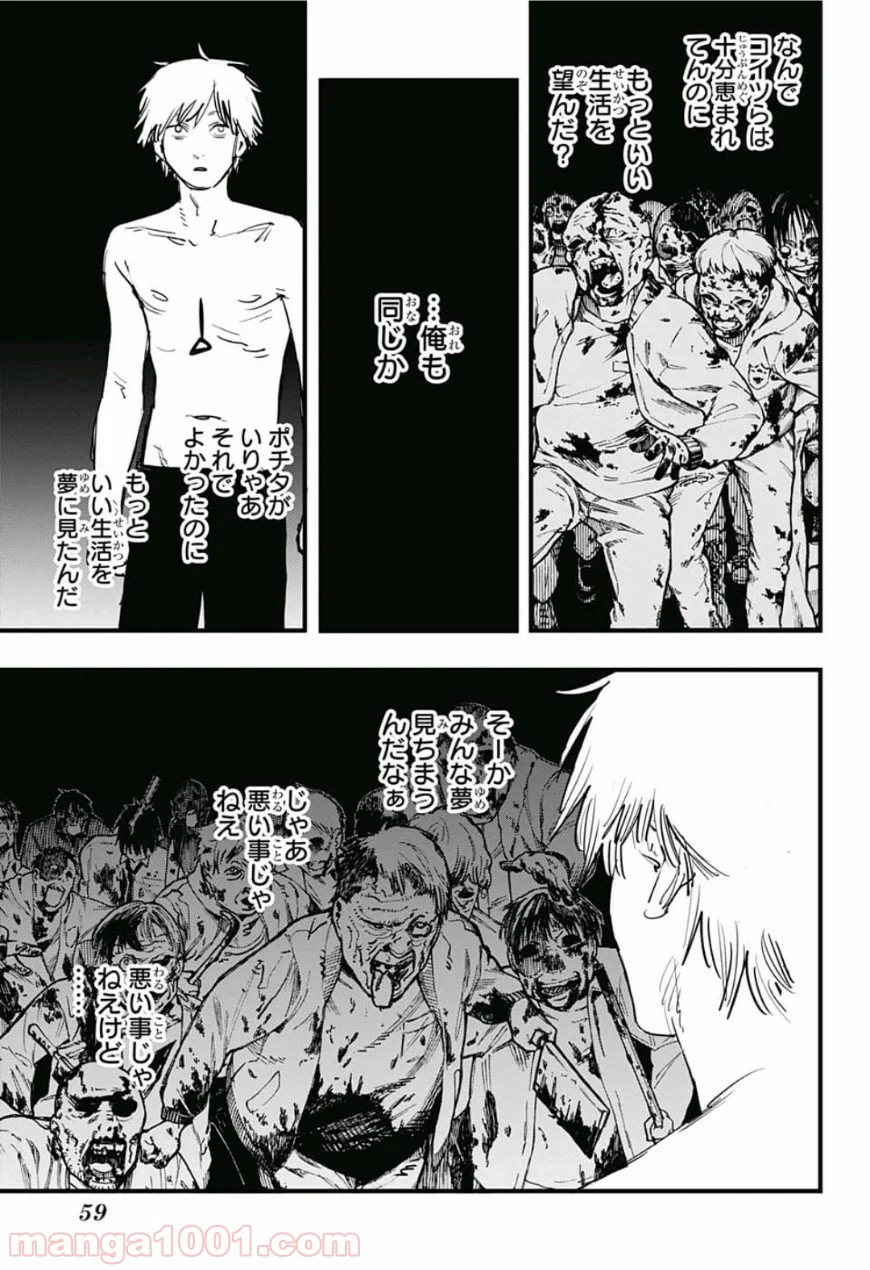 なんで
コイツらは
十分恵まれ
てんのに
もっといい
生活を
望んだ？
…俺も
同じか
ポチタが
いりゃあ
それで
よかったのに
もっと
いい生活を
夢に見たんだ
そーか
みんな夢
見ちまう
んだなぁ
じゃあ
悪い事じゃ
ねえ
悪い事じゃ
ねえけど
……
59
manga1001.com